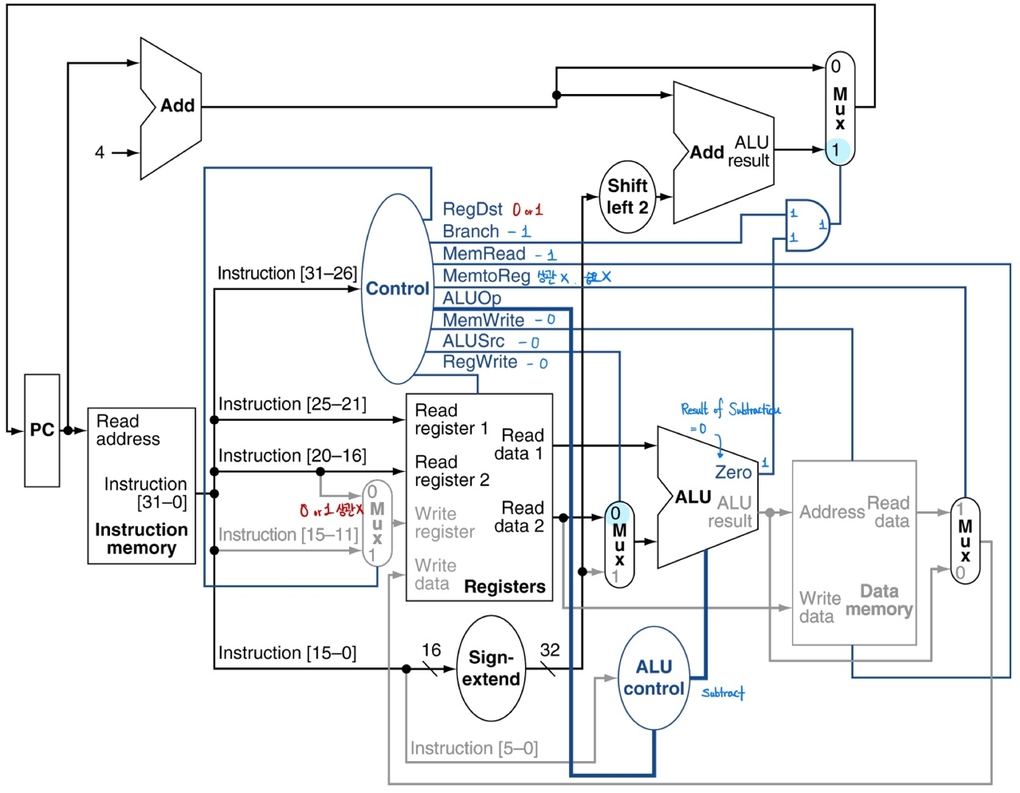 0
Mux
1
Add
4
Add
ALU result
Shift left 2
RegDst 0 or 1
Branch - 1
1
1
1
MemRead - 1
MemtoReg 상관 X
Instruction [31–26]
Control
ALUOp
MemWrite - 0
ALUSrc - 0
RegWrite - 0
PC
Read address
Instruction [31–0]
Instruction memory
Instruction [25–21]
Read register 1
Read data 1
Result of Subtraction
= 0
Instruction [20–16]
Read register 2
Zero
1
0 or 1 상관 X
0
Mux
1
Write register
Read data 2
0
Mux
1
ALU
ALU result
Address
Read data
1
Mux
0
Instruction [15–11]
Write data
Registers
Write data
Data memory
Instruction [15–0]
16
Sign-extend
32
ALU control
Subtract
Instruction [5–0]